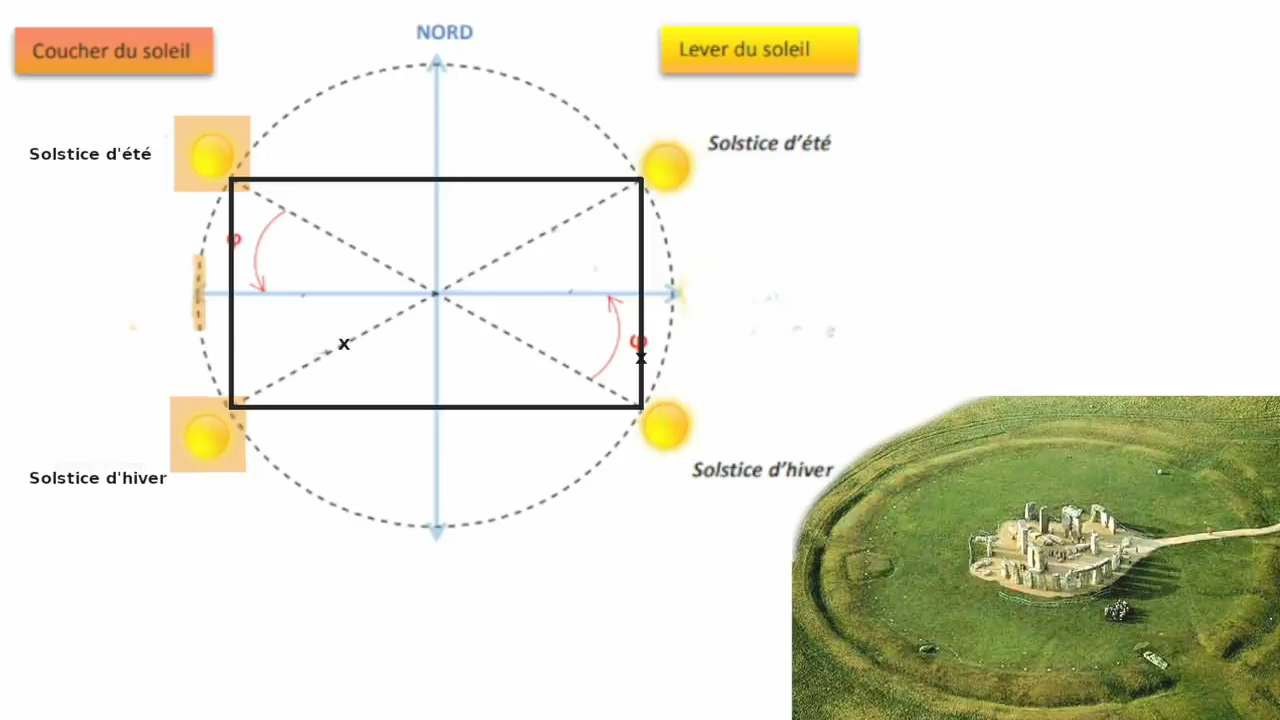 NORD
Coucher du soleil
Lever du soleil
Solstice d'été
Solstice d'été
φ
x
φ
x
Solstice d'hiver
Solstice d'hiver